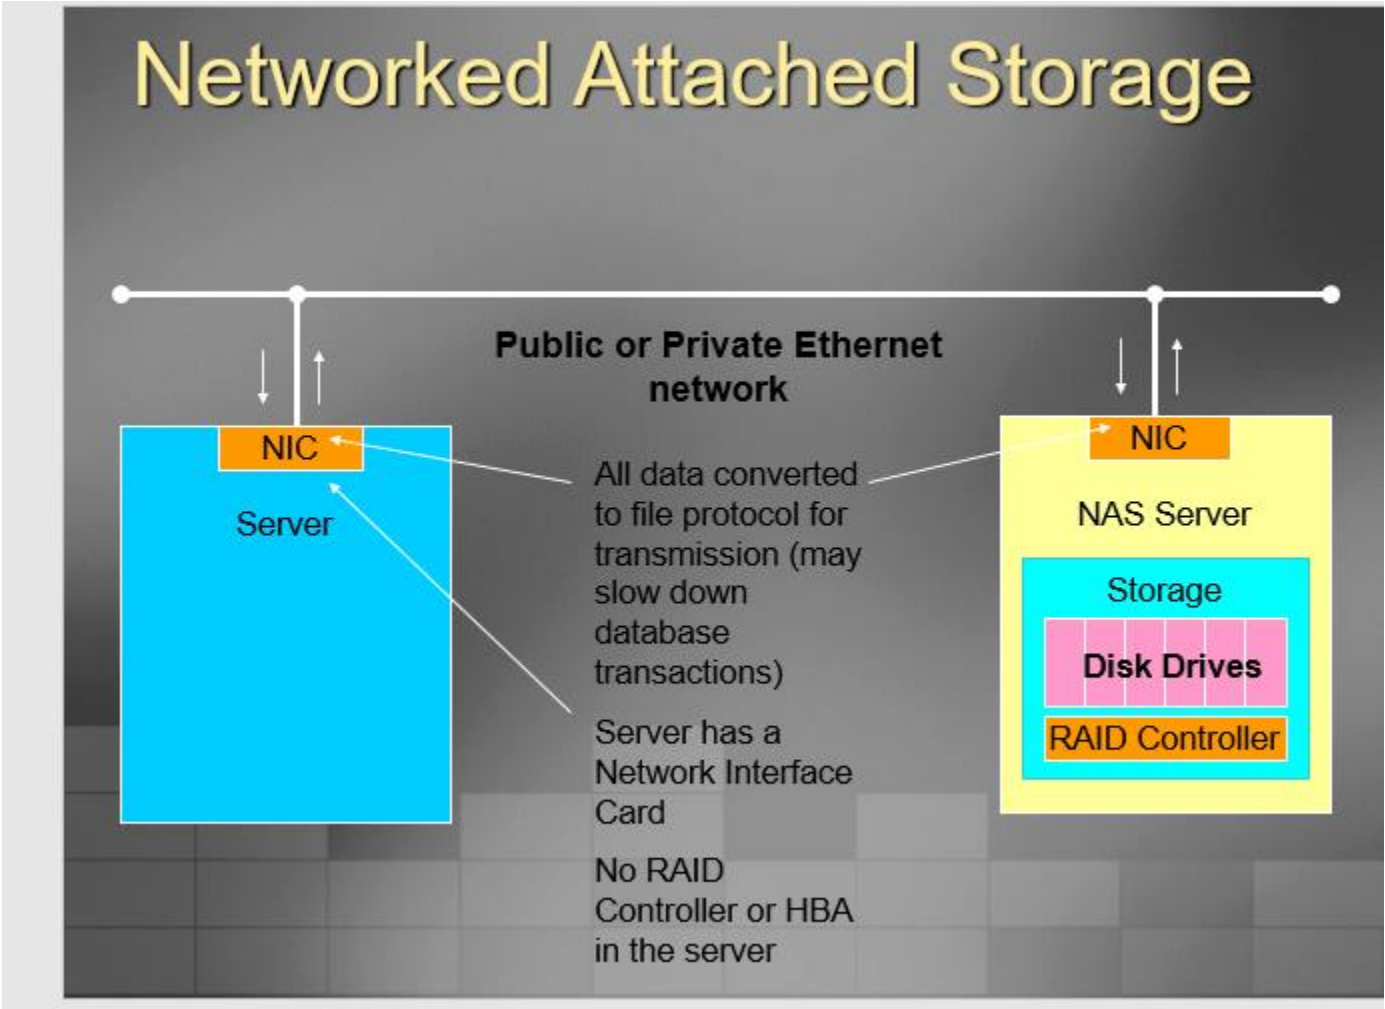 Networked Attached Storage
Public or Private Ethernet
network
NIC
Server
All data converted
to file protocol for
transmission (may
slow down
database
transactions)
Server has a
Network Interface
Card
No RAID
Controller or HBA
in the server
NIC
NAS Server
Storage
Disk Drives
RAID Controller